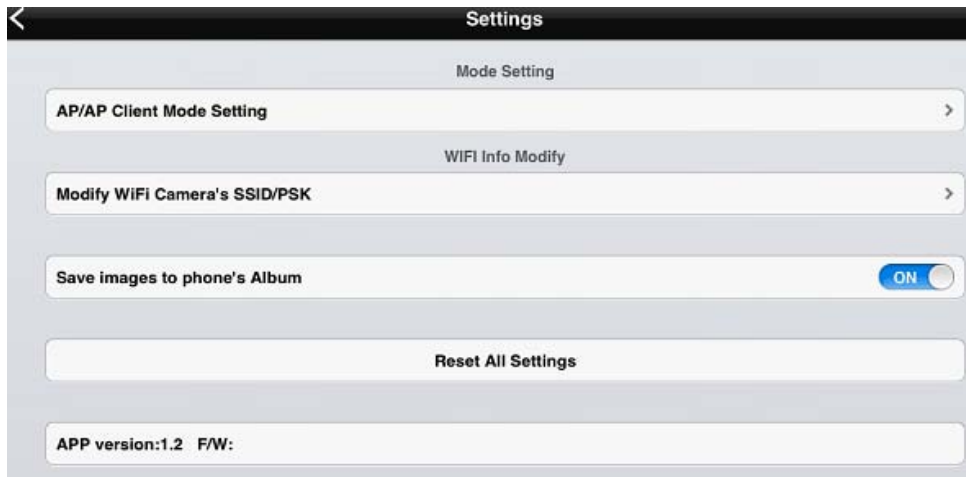 Settings
Mode Setting
AP/AP Client Mode Setting
WIFI Info Modify
Modify WiFi Camera's SSID/PSK
Save images to phone's Album ON
Reset All Settings
APP version:1.2 F/W: